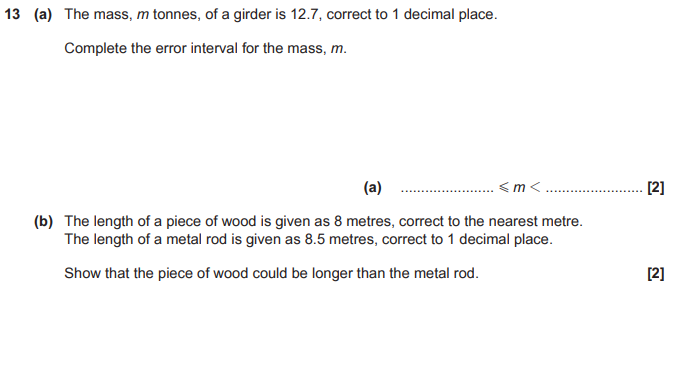 13 (a) The mass, m tonnes, of a girder is 12.7, correct to 1 decimal place.
Complete the error interval for the mass, m.
(a) ....................... ⩽ m < ........................ [2]
(b) The length of a piece of wood is given as 8 metres, correct to the nearest metre.
The length of a metal rod is given as 8.5 metres, correct to 1 decimal place.
Show that the piece of wood could be longer than the metal rod. [2]